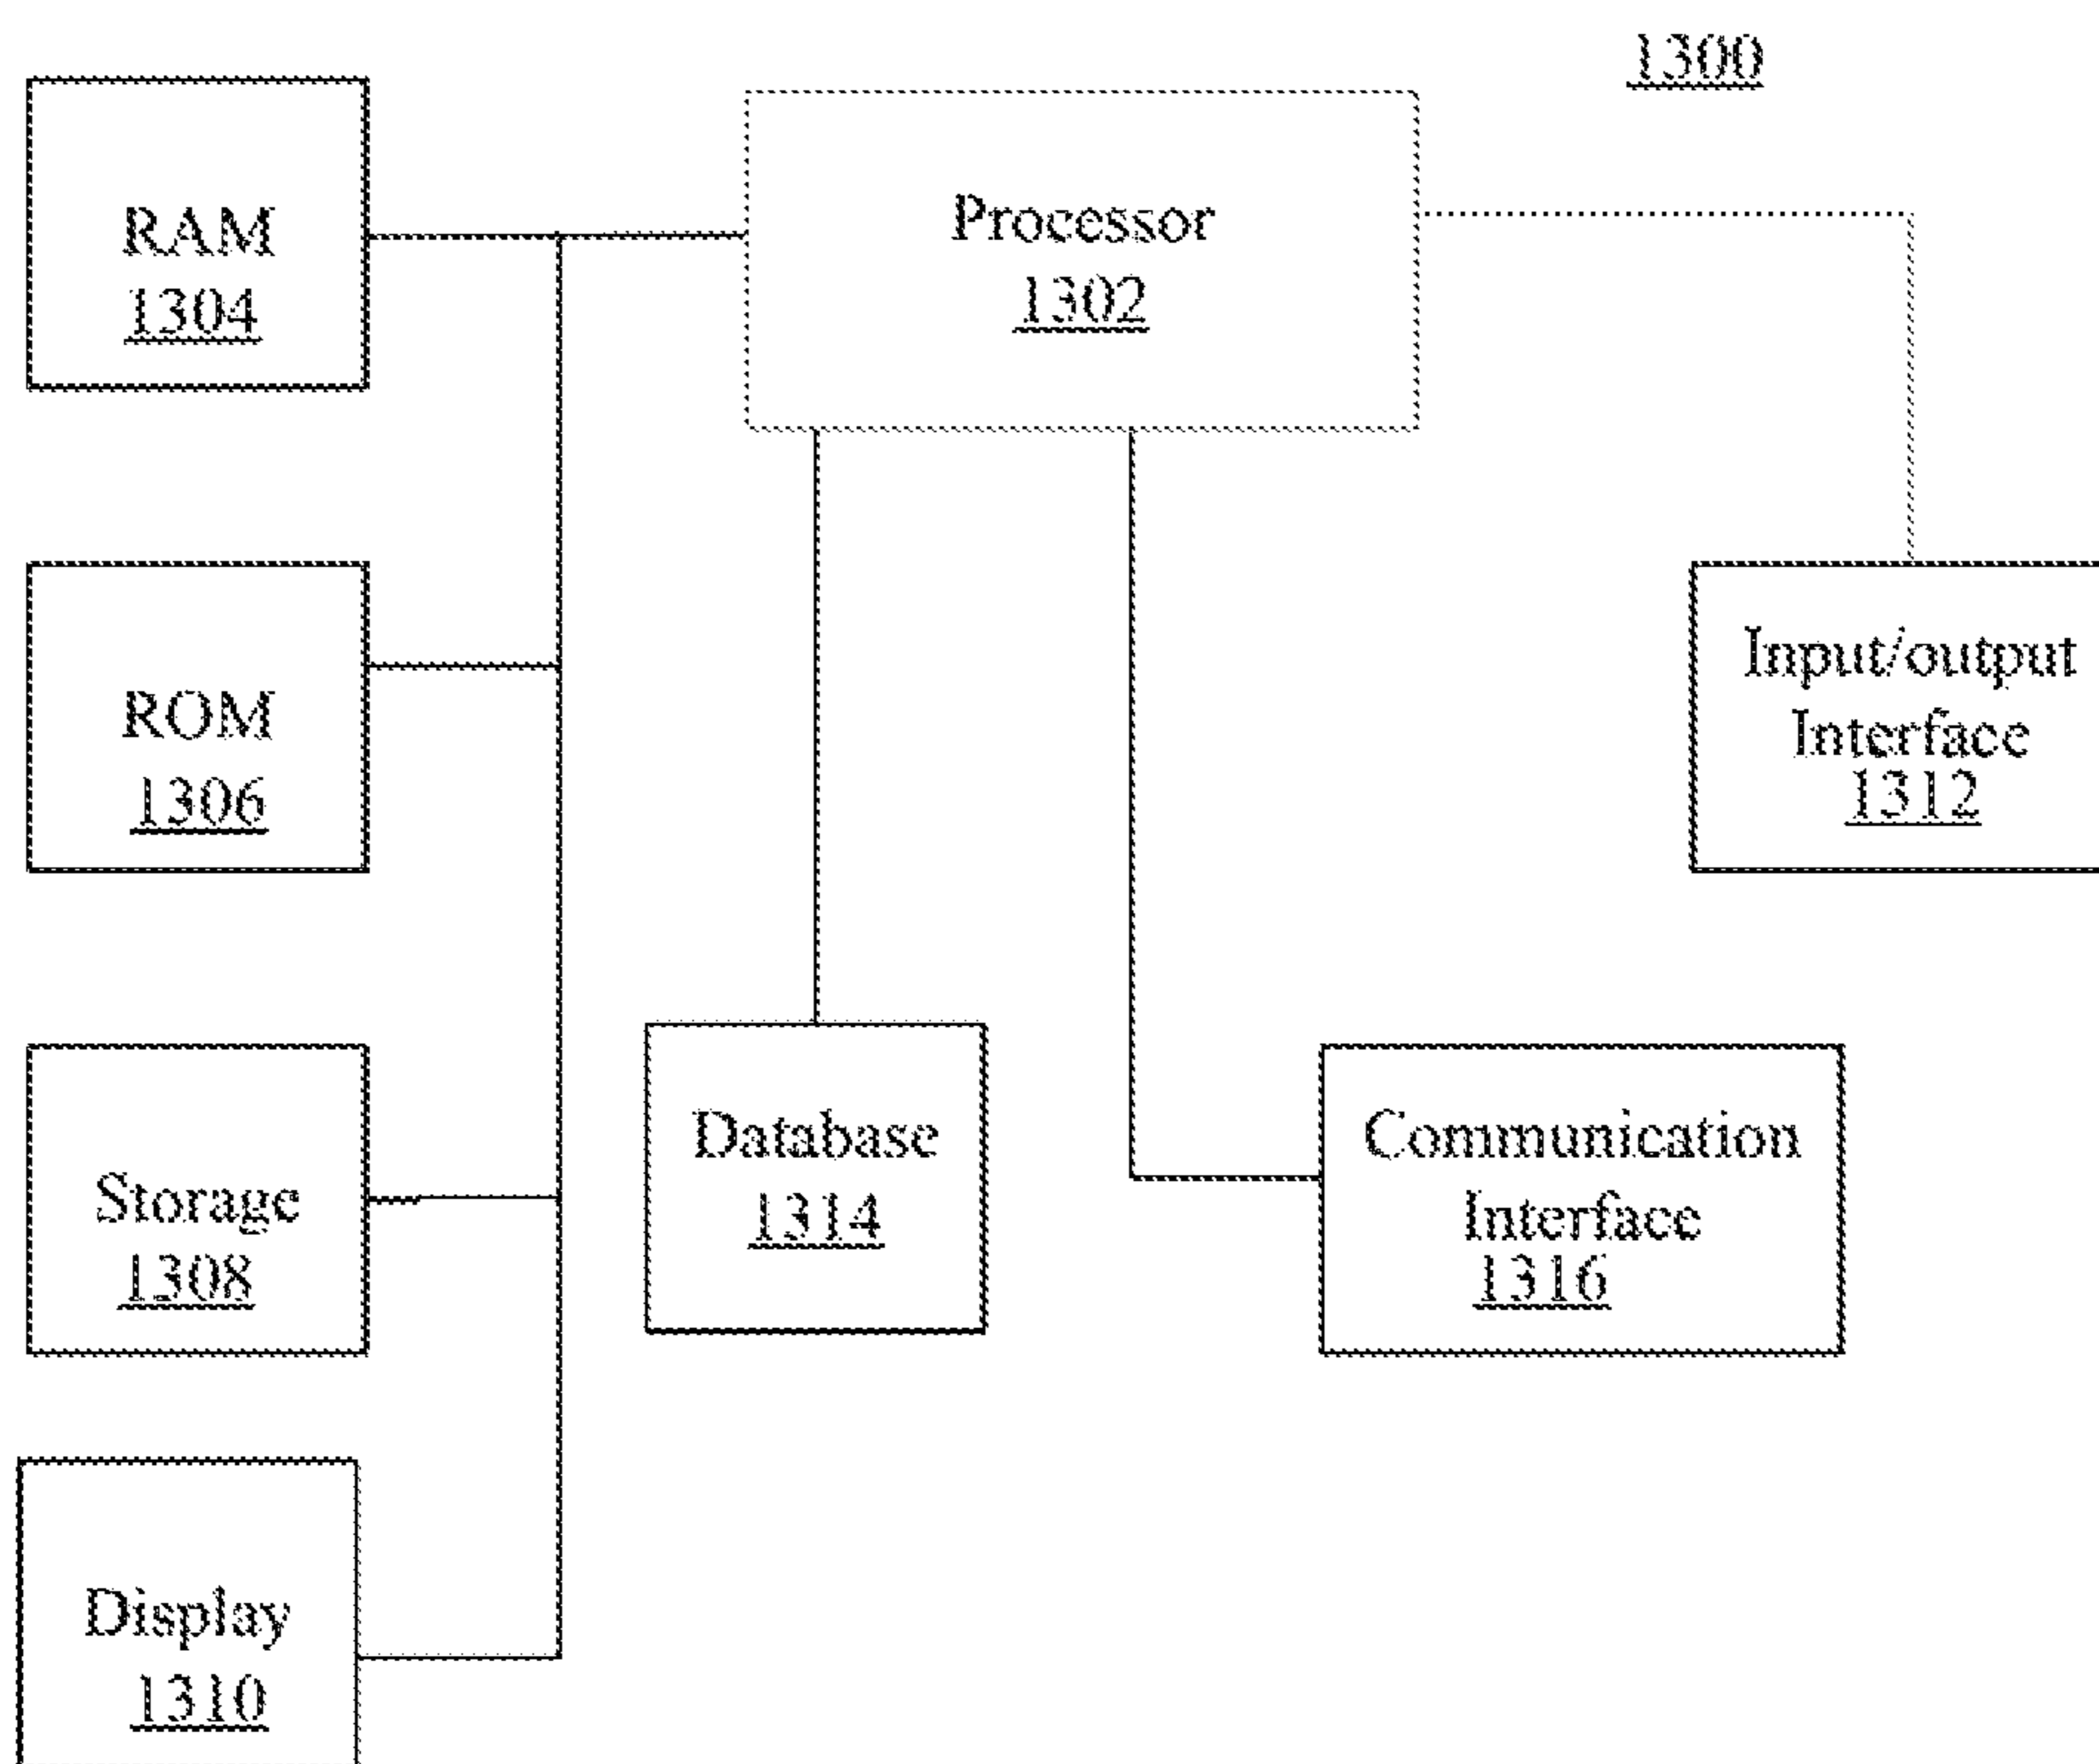 1300
RAM
1304
Processor
1302
ROM
1306
Input/output
Interface
1312
Storage
1308
Database
1314
Communication
Interface
1316
Display
1310